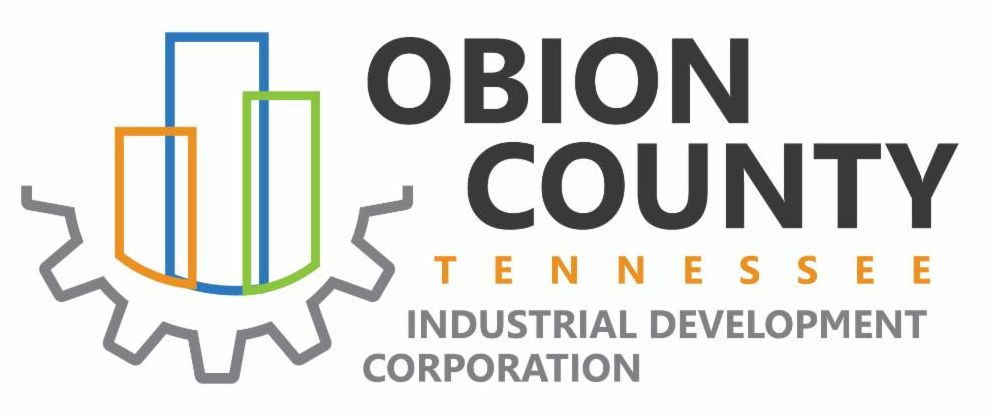 OBION
COUNTY
TENNESSEE
INDUSTRIAL DEVELOPMENT
CORPORATION